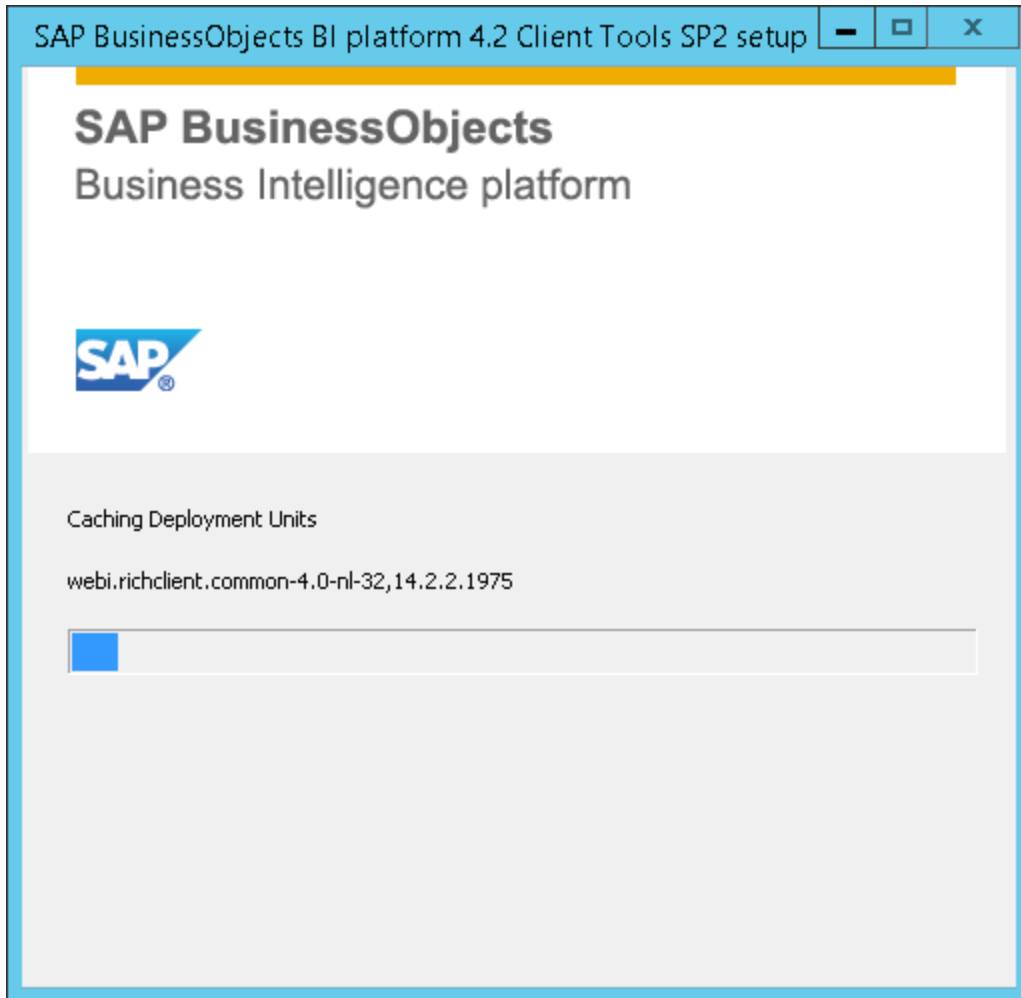 SAP BusinessObjects BI platform 4.2 Client Tools SP2 setup
SAP BusinessObjects
Business Intelligence platform
SAP®
Caching Deployment Units
webi.richclient.common-4.0-nl-32,14.2.2.1975